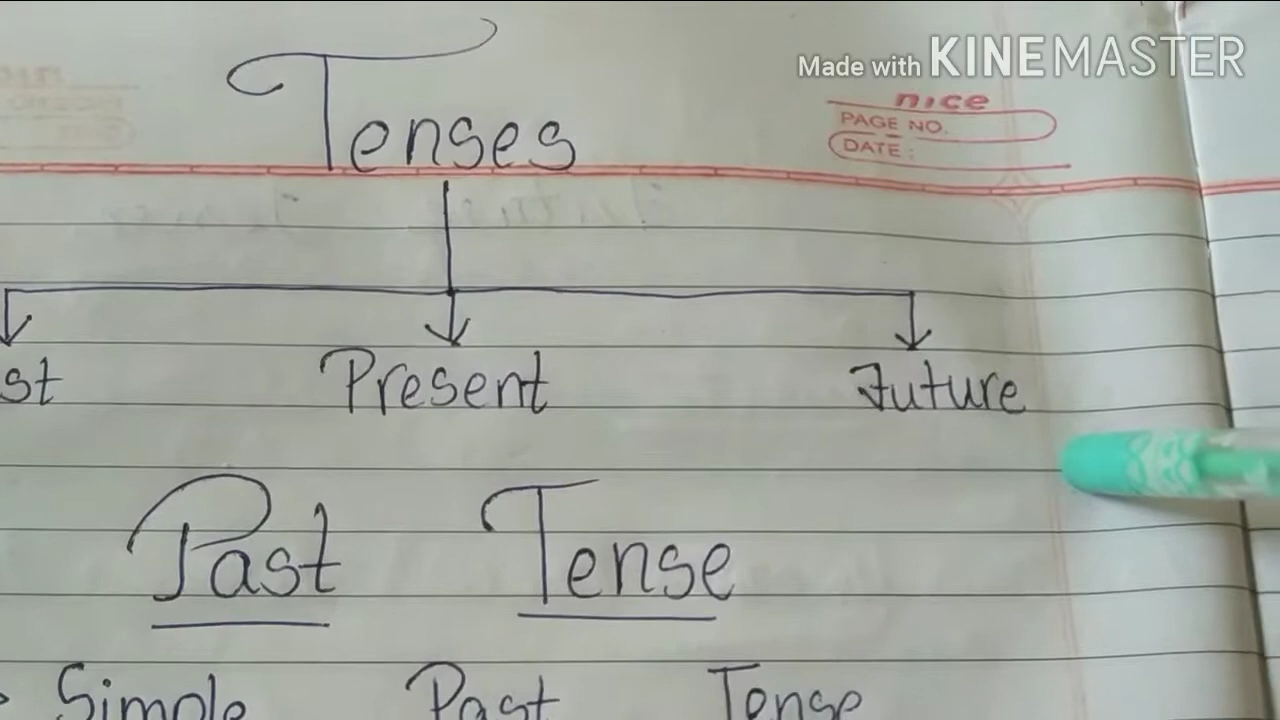 Made with KINEMASTER
Tenses
nice
PAGE NO.
DATE:
st Present Future
Past Tense
Simple Past Tense